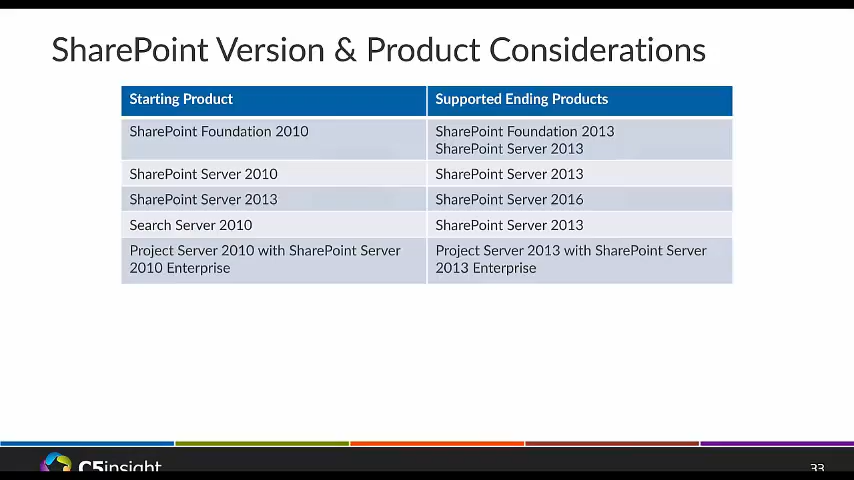 SharePoint Version & Product Considerations
Starting Product
Supported Ending Products
SharePoint Foundation 2010
SharePoint Foundation 2013
SharePoint Server 2013
SharePoint Server 2010
SharePoint Server 2013
SharePoint Server 2013
SharePoint Server 2016
Search Server 2010
SharePoint Server 2013
Project Server 2010 with SharePoint Server
2010 Enterprise
Project Server 2013 with SharePoint Server
2013 Enterprise
C5insight
33